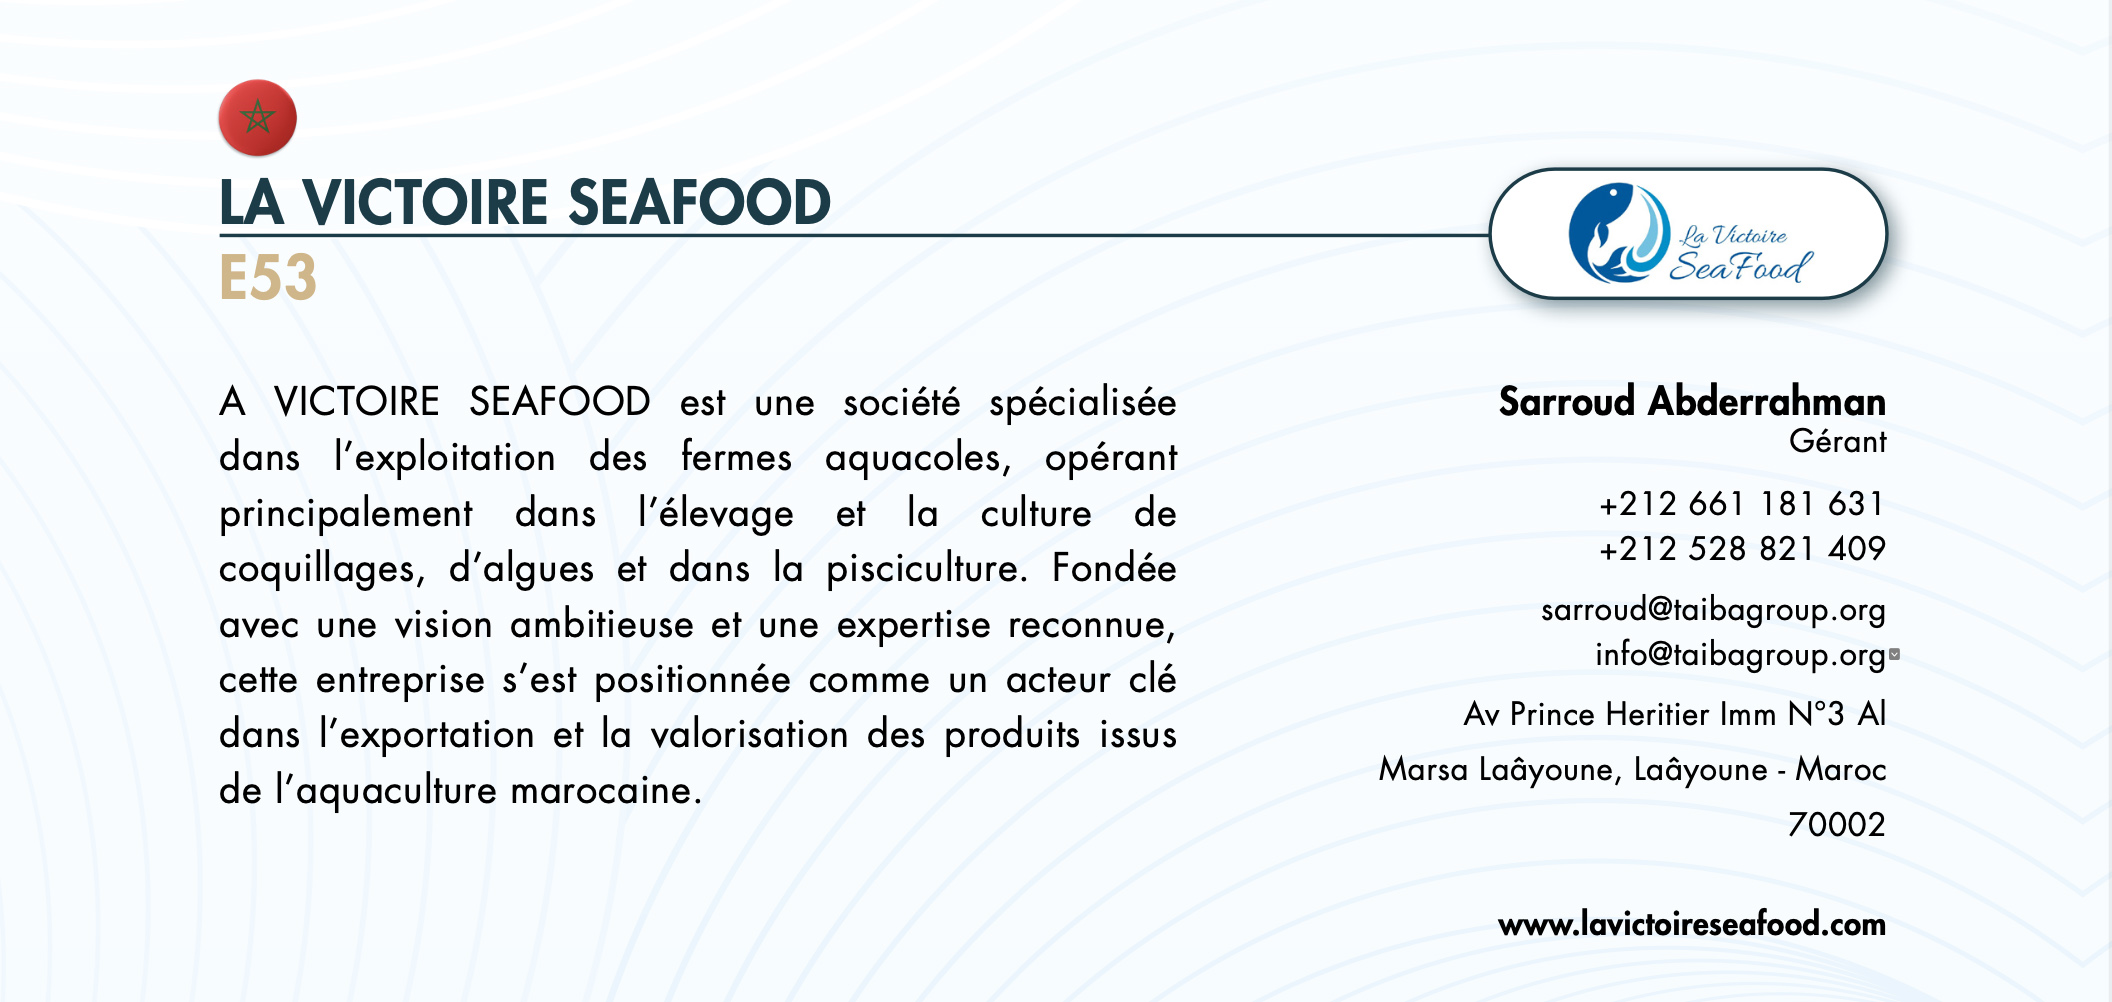 LA VICTOIRE SEAFOOD
La Victoire
SeaFood
E53
A VICTOIRE SEAFOOD est une société spécialisée
dans l’exploitation des fermes aquacoles, opérant
principalement dans l’élevage et la culture de
coquillages, d’algues et dans la pisciculture. Fondée
avec une vision ambitieuse et une expertise reconnue,
cette entreprise s’est positionnée comme un acteur clé
dans l’exportation et la valorisation des produits issus
de l’aquaculture marocaine.
Sarroud Abderrahman
Gérant
+212 661 181 631
+212 528 821 409
sarroud@taibagroup.org
info@taibagroup.org
Av Prince Heritier Imm N°3 Al
Marsa Laâyoune, Laâyoune - Maroc
70002
www.lavictoireseafood.com